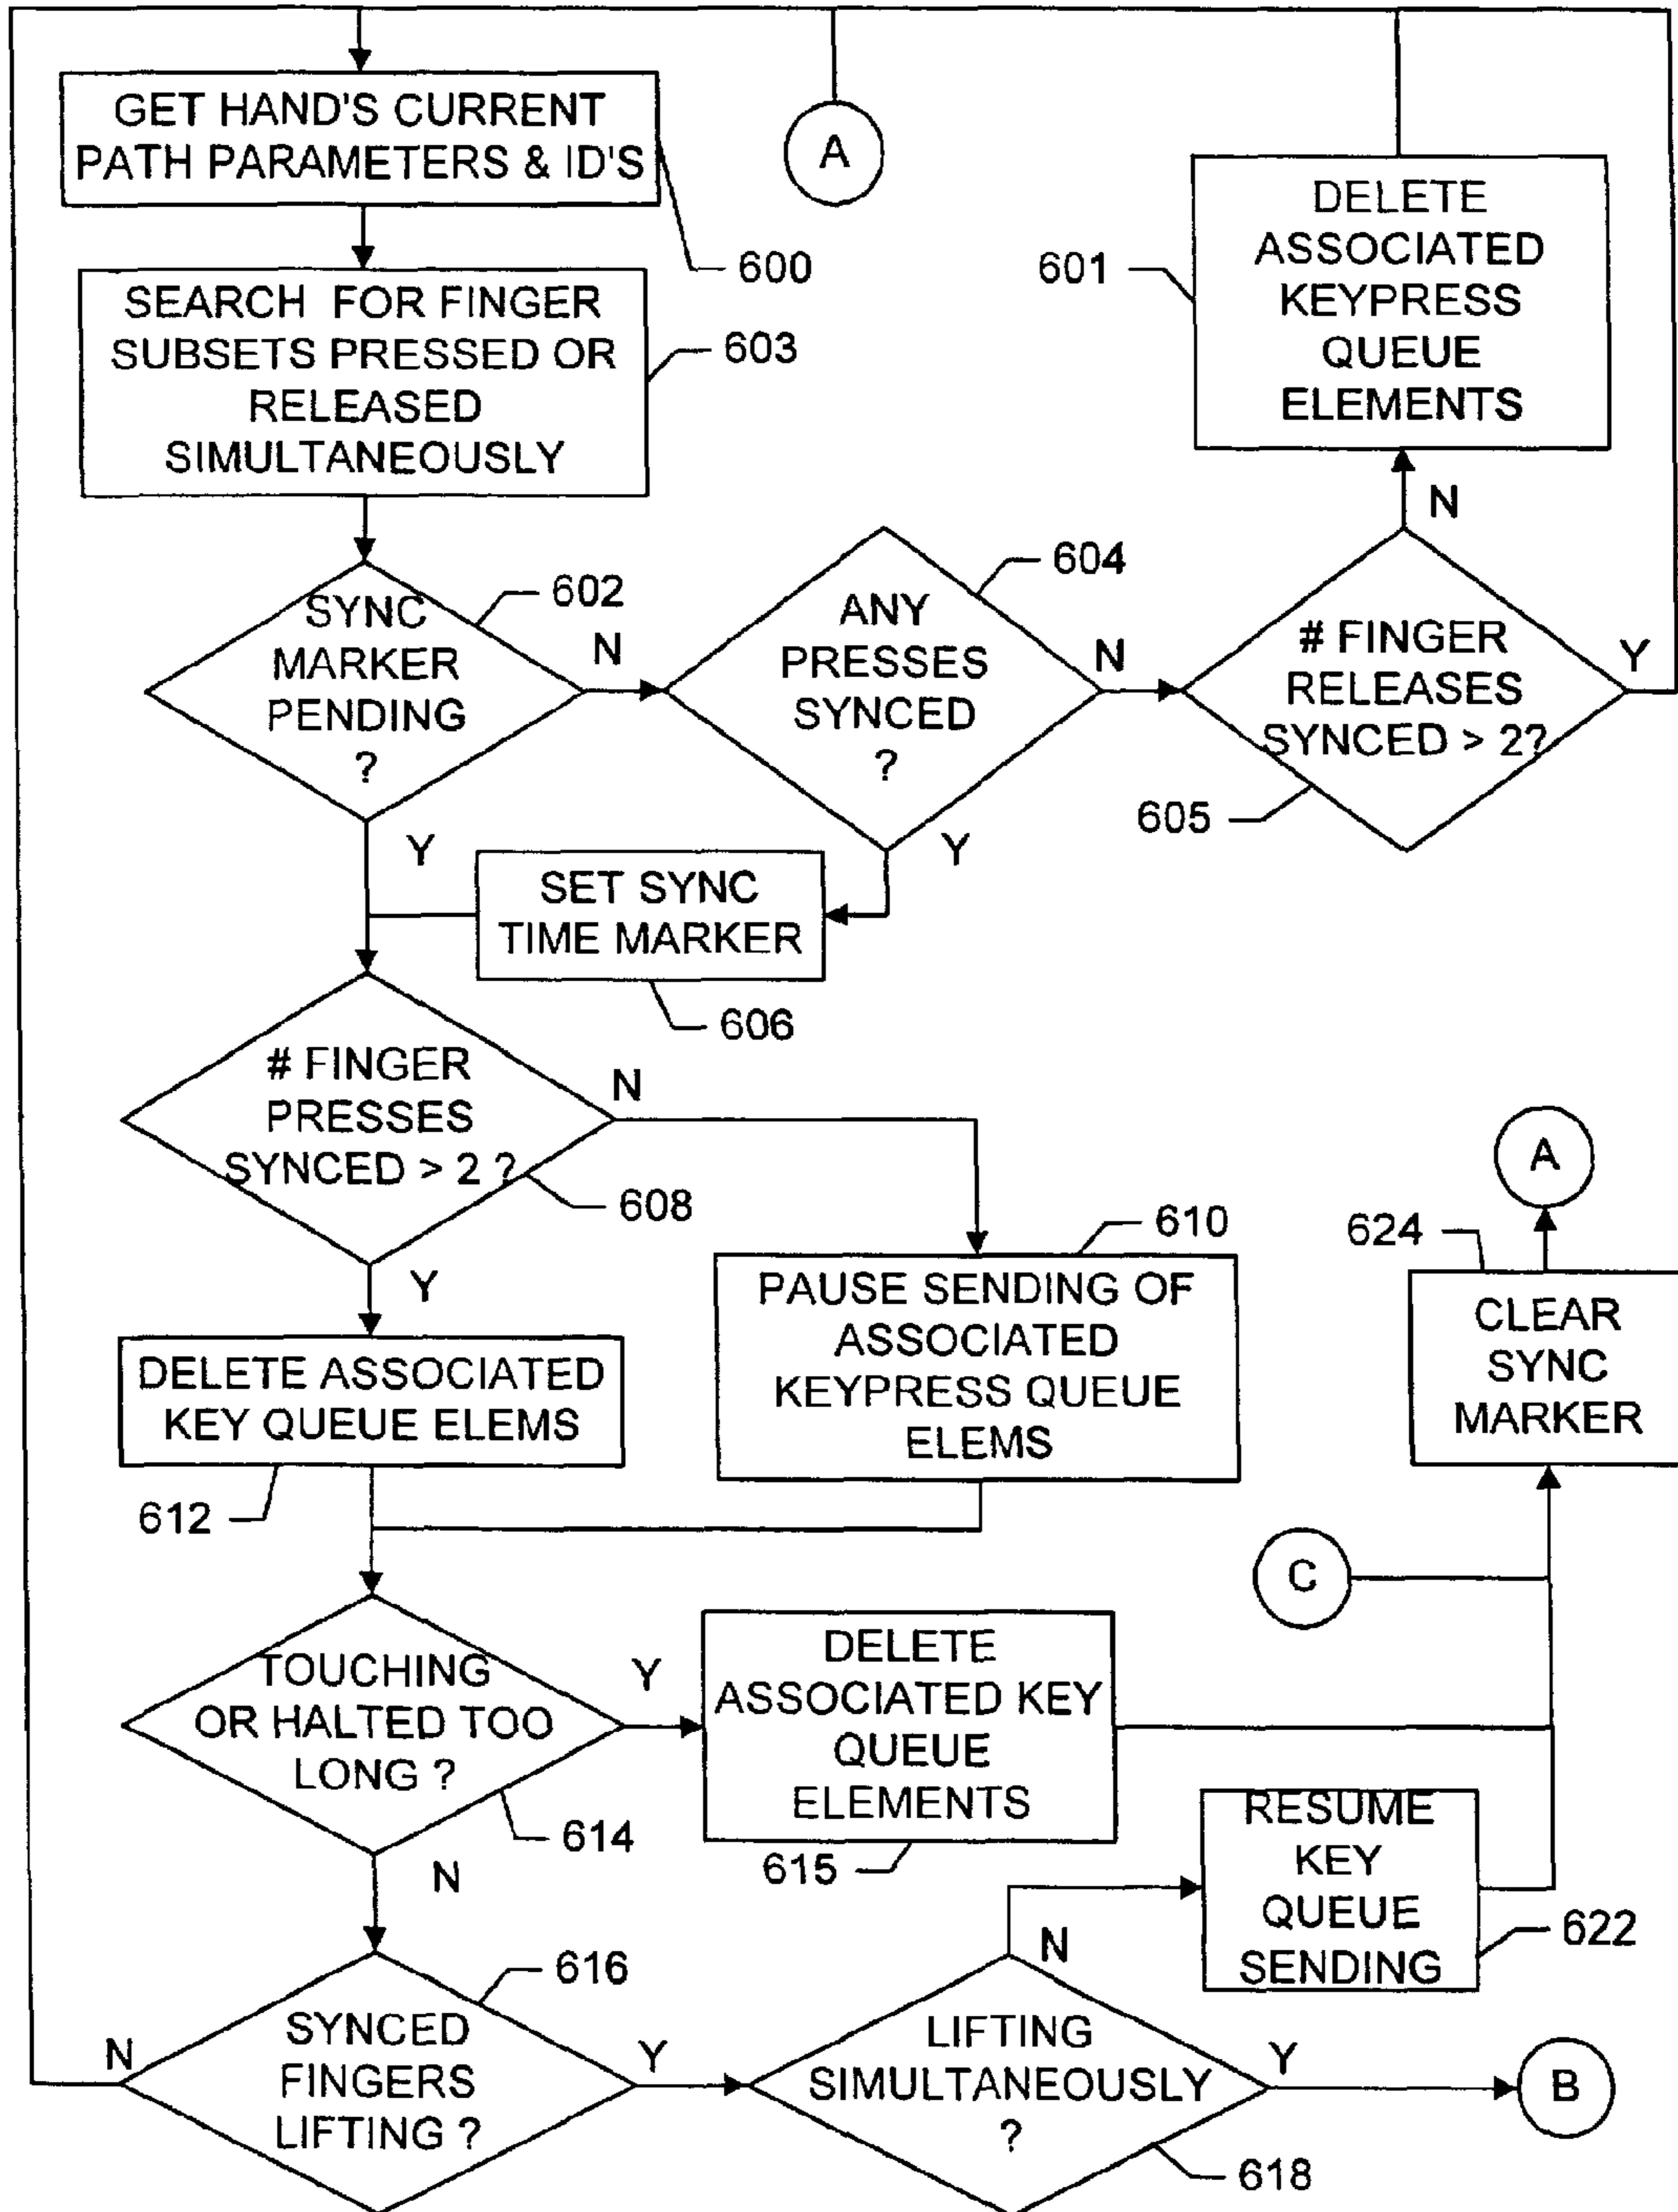 GET HAND'S CURRENT
PATH PARAMETERS & ID'S
600
A
DELETE
ASSOCIATED
KEYPRESS
QUEUE
ELEMENTS
601
SEARCH FOR FINGER
SUBSETS PRESSED OR
RELEASED
SIMULTANEOUSLY
603
N
SYNC
MARKER
PENDING
?
602
N
Y
ANY
PRESSES
SYNCED
?
604
N
Y
# FINGER
RELEASES
SYNCED > 2?
605
Y
SET SYNC
TIME MARKER
606
# FINGER
PRESSES
SYNCED > 2 ?
608
N
Y
A
624
CLEAR
SYNC
MARKER
610
PAUSE SENDING OF
ASSOCIATED
KEYPRESS QUEUE
ELEMS
DELETE ASSOCIATED
KEY QUEUE ELEMS
612
C
TOUCHING
OR HALTED TOO
LONG ?
614
Y
N
DELETE
ASSOCIATED KEY
QUEUE
ELEMENTS
615
RESUME
KEY
QUEUE
SENDING
622
616
SYNCED
FINGERS
LIFTING ?
N
Y
N
LIFTING
SIMULTANEOUSLY
?
618
Y
B